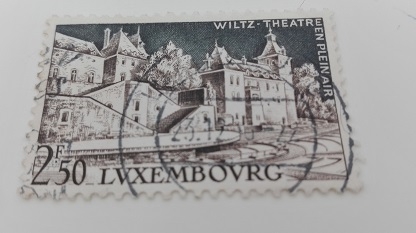 WILTZ-THEATRE
EN PLEIN AIR
2F50
LVXEMBOVRG